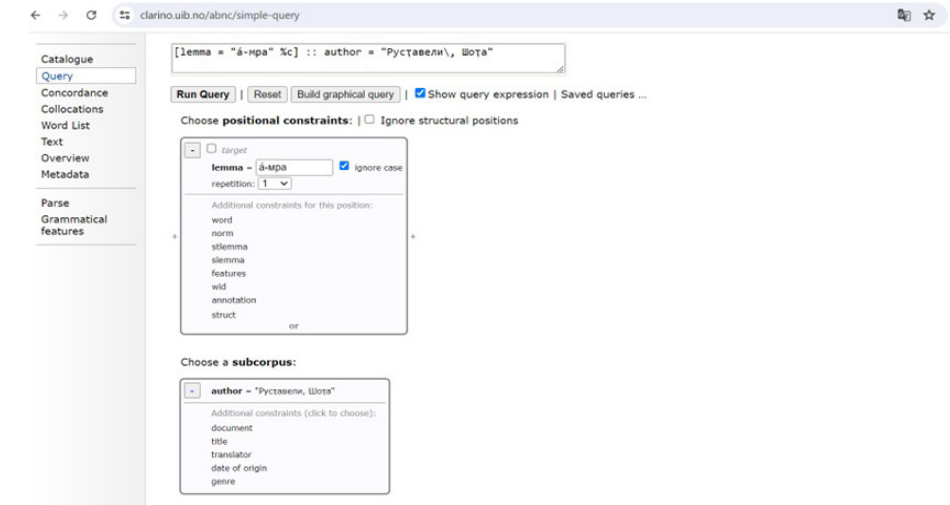 clarino.uib.no/abnc/simple-query
Catalogue
Query
Concordance
Collocations
Word List
Text
Overview
Metadata
Parse
Grammatical
features
[lemma = "а́-мра" %c] :: author = "Руставели\, Шоҭа"
Run Query | Reset | Build graphical query | Show query expression | Saved queries ...
Choose positional constraints: | Ignore structural positions
- target
lemma = а́-мра ignore case
repetition: 1
Additional constraints for this position:
word
norm
stlemma
slemma
features
wid
annotation
struct
or
+ +
Choose a subcorpus:
- author = "Руставели, Шоҭа"
Additional constraints (click to choose):
document
title
translator
date of origin
genre